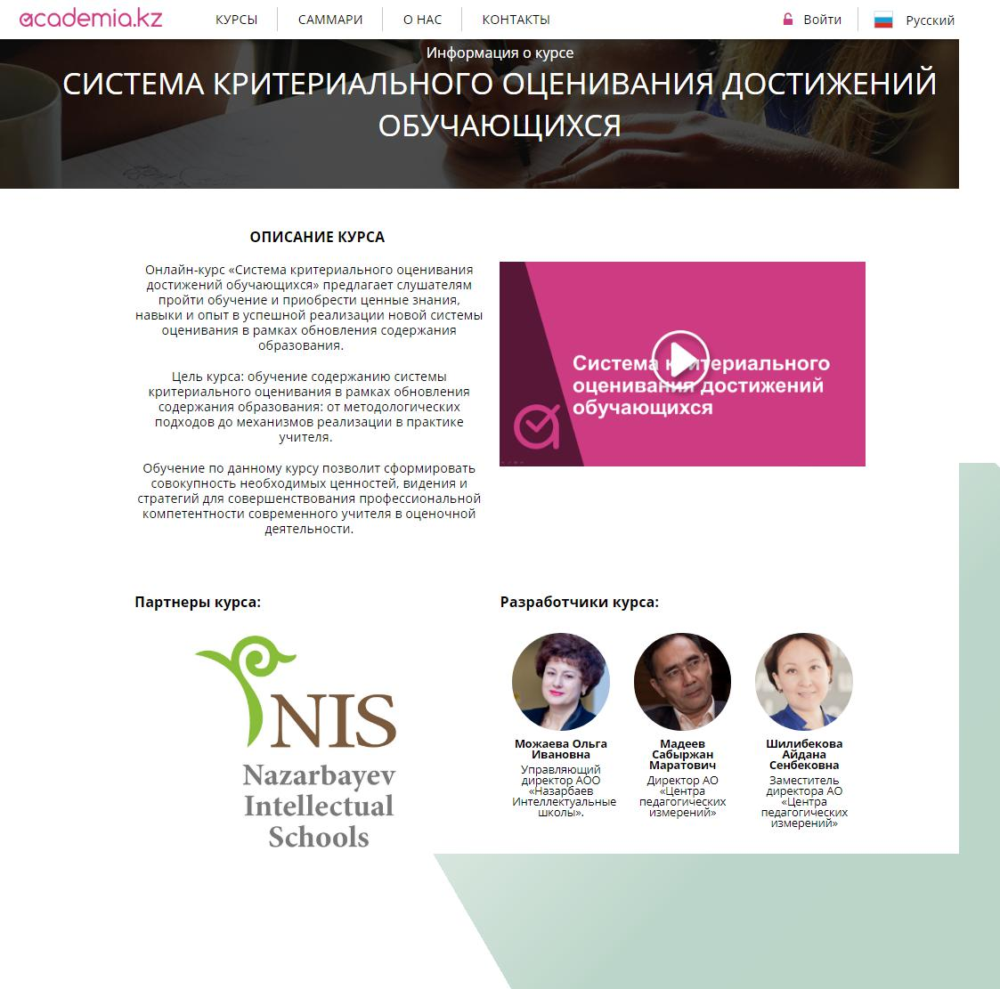 academia.kz
КУРСЫ
САММАРИ
О НАС
КОНТАКТЫ
Войти
Русский
Информация о курсе
СИСТЕМА КРИТЕРИАЛЬНОГО ОЦЕНИВАНИЯ ДОСТИЖЕНИЙ
ОБУЧАЮЩИХСЯ
ОПИСАНИЕ КУРСА
Онлайн-курс «Система критериального оценивания
достижений обучающихся» предлагает слушателям
пройти обучение и приобрести ценные знания,
навыки и опыт в успешной реализации новой системы
оценивания в рамках обновления содержания
образования.
Цель курса: обучение содержанию системы
критериального оценивания в рамках обновления
содержания образования: от методологических
подходов до механизмов реализации в практике
учителя.
Обучение по данному курсу позволит сформировать
совокупность необходимых ценностей, видения и
стратегий для совершенствования профессиональной
компетентности современного учителя в оценочной
деятельности.
Система критериального
оценивания достижений
обучающихся
Партнеры курса:
NIS
Nazarbayev
Intellectual
Schools
Разработчики курса:
Можаева Ольга
Ивановна
Управляющий
директор АОО
«Назарбаев
Интеллектуальные
школы».
Мадеев
Сабыржан
Маратович
Директор АО
«Центра
педагогических
измерений»
Шилибекова
Айдана
Сенбековна
Заместитель
директора АО
«Центра
педагогических
измерений»